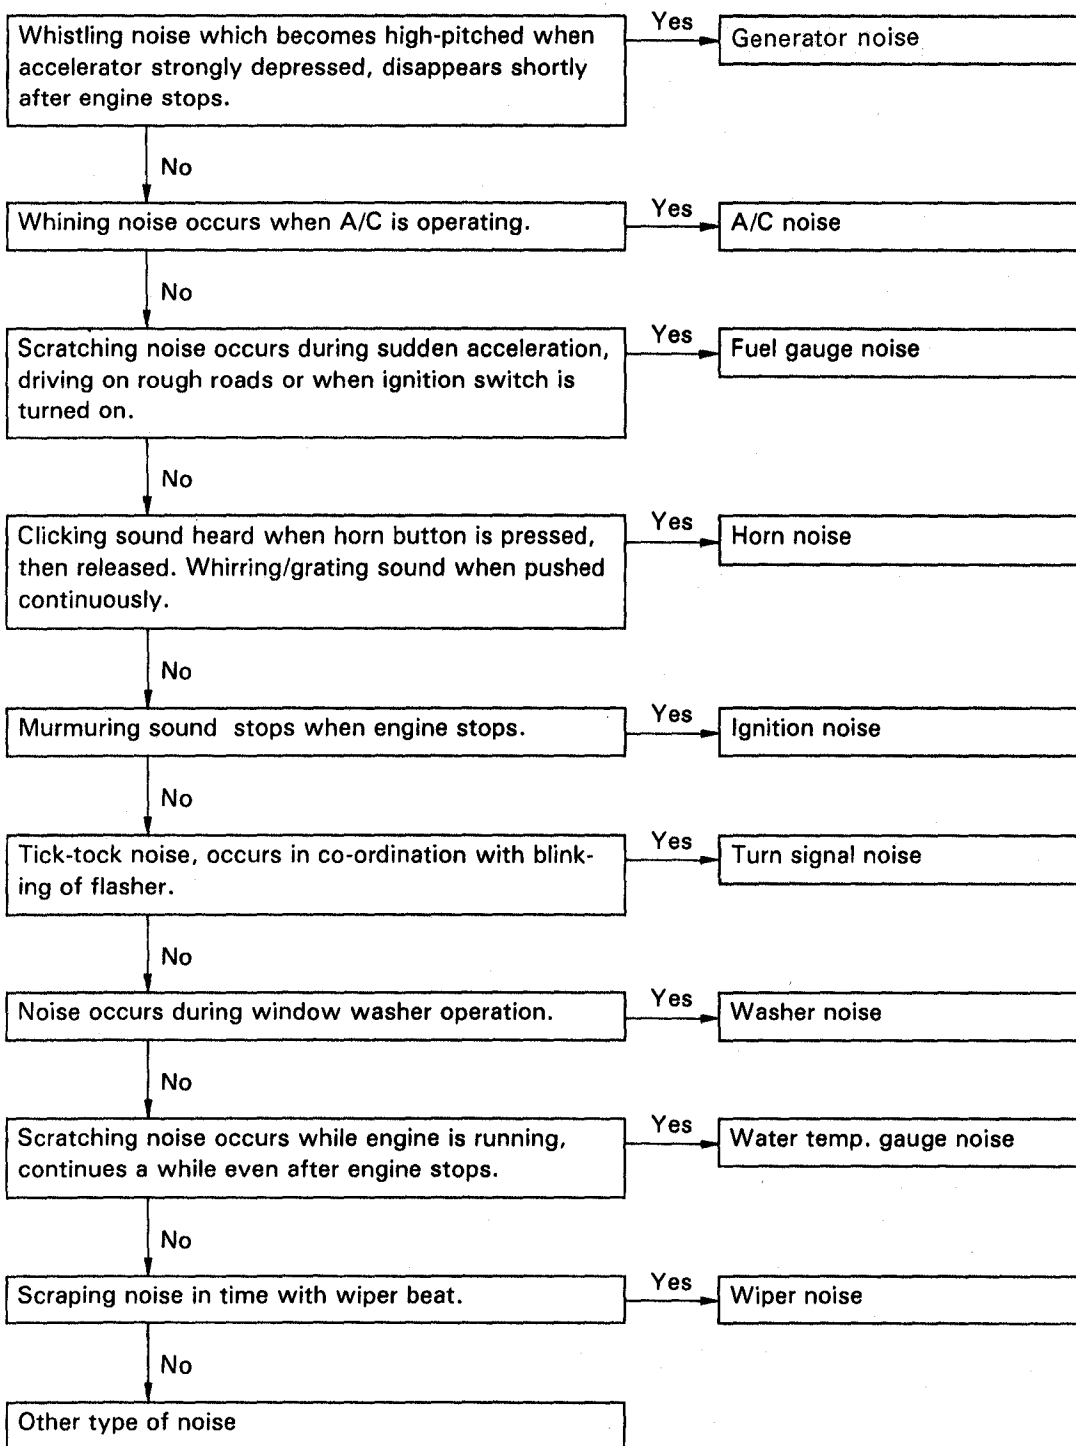 Whistling noise which becomes high-pitched when
accelerator strongly depressed, disappears shortly
after engine stops.
Yes
Generator noise
No
Whining noise occurs when A/C is operating.
Yes
A/C noise
No
Scratching noise occurs during sudden acceleration,
driving on rough roads or when ignition switch is
turned on.
Yes
Fuel gauge noise
No
Clicking sound heard when horn button is pressed,
then released. Whirring/grating sound when pushed
continuously.
Yes
Horn noise
No
Murmuring sound stops when engine stops.
Yes
Ignition noise
No
Tick-tock noise, occurs in co-ordination with blink-
ing of flasher.
Yes
Turn signal noise
No
Noise occurs during window washer operation.
Yes
Washer noise
No
Scratching noise occurs while engine is running,
continues a while even after engine stops.
Yes
Water temp. gauge noise
No
Scraping noise in time with wiper beat.
Yes
Wiper noise
No
Other type of noise